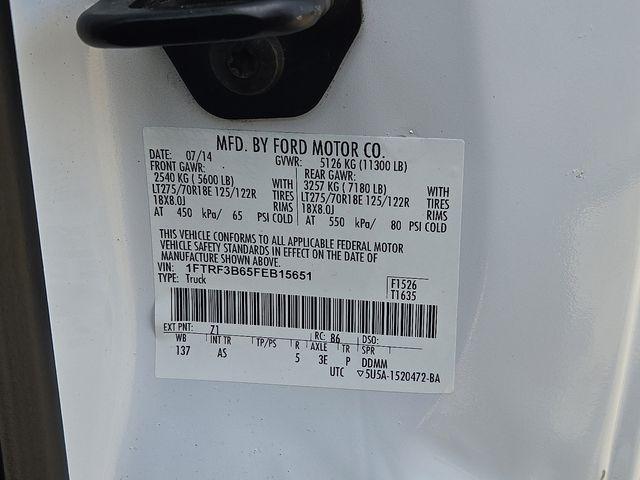 MFD. BY FORD MOTOR CO.
DATE: 07/14 GVWR: 5126 KG (11300 LB)
FRONT GAWR: REAR GAWR:
2540 KG ( 5600 LB) WITH 3257 KG ( 7180 LB) WITH
LT275/70R18E 125/122R TIRES LT275/70R18E 125/122R TIRES
18X8.0J RIMS 18X8.0J RIMS
AT 450 kPa/ 65 PSI COLD AT 550 kPa/ 80 PSI COLD
THIS VEHICLE CONFORMS TO ALL APPLICABLE FEDERAL MOTOR
VEHICLE SAFETY STANDARDS IN EFFECT ON THE DATE OF
MANUFACTURE SHOWN ABOVE.
VIN: 1FTRF3B65FEB15651
TYPE: Truck
F1526
T1635
EXT PNT: Z1 RC: 86 DSO:
WB INT TR TP/PS R AXLE TR SPR
137 AS 5 3E P DDMM
UTC ▽5U5A-1520472-BA